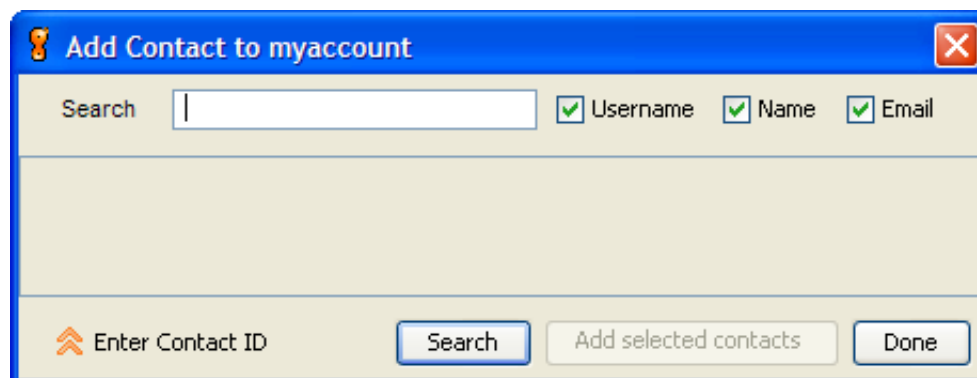 Add Contact to myaccount
Search Username Name Email
Enter Contact ID Search Add selected contacts Done